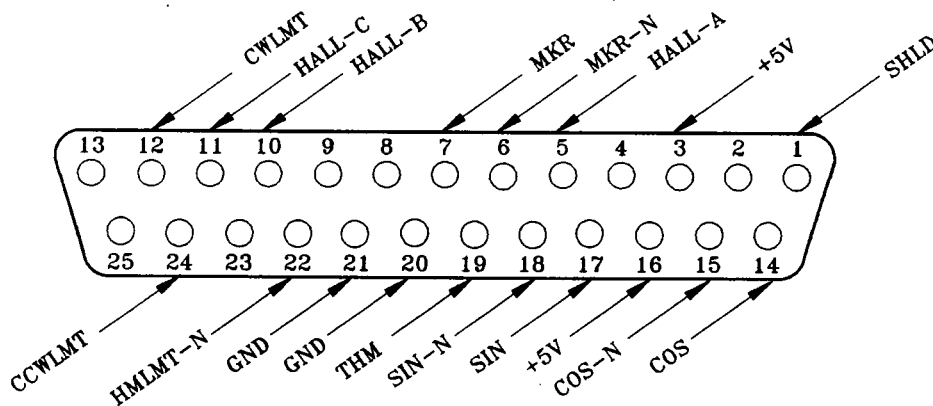 CWLMT
HALL-C
HALL-B
MKR
MKR-N
HALL-A
+5V
SHLD
13 12 11 10 9 8 7 6 5 4 3 2 1
25 24 23 22 21 20 19 18 17 16 15 14
CCWLMT
HMLMT-N
GND
GND
THM
SIN-N
SIN
+5V
COS-N
COS